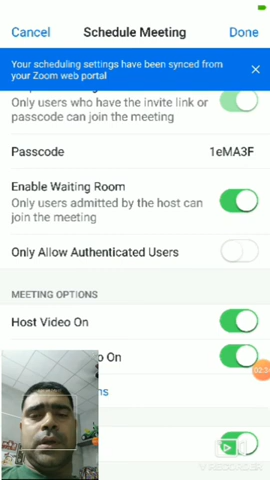 Cancel Schedule Meeting Done
Your scheduling settings have been synced from
your Zoom web portal
Only users who have the invite link or
passcode can join the meeting
Passcode 1eMA3F
Enable Waiting Room
Only users admitted by the host can
join the meeting
Only Allow Authenticated Users
MEETING OPTIONS
Host Video On
On